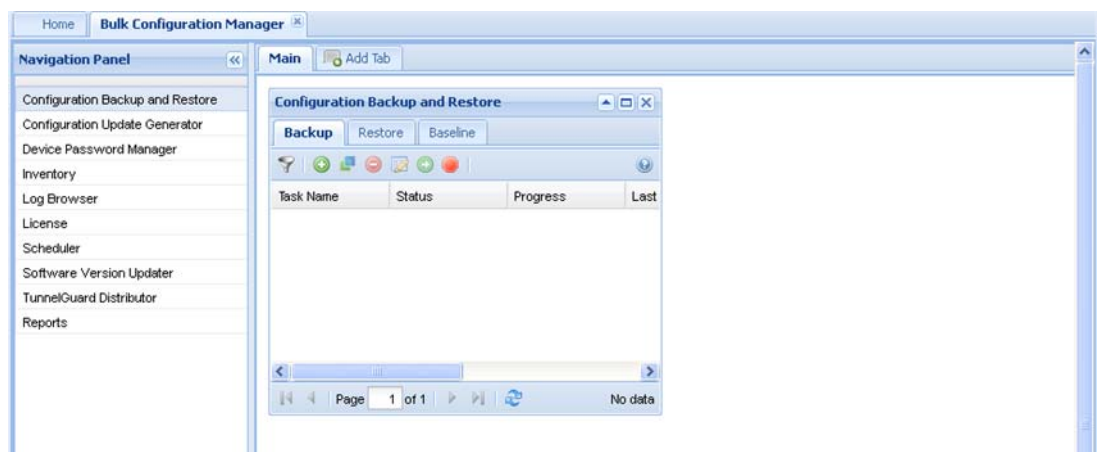 Home
Bulk Configuration Manager
Navigation Panel
Configuration Backup and Restore
Configuration Update Generator
Device Password Manager
Inventory
Log Browser
License
Scheduler
Software Version Updater
TunnelGuard Distributor
Reports
Main
Add Tab
Configuration Backup and Restore
Backup
Restore
Baseline
Task Name
Status
Progress
Last
Page 1 of 1
No data